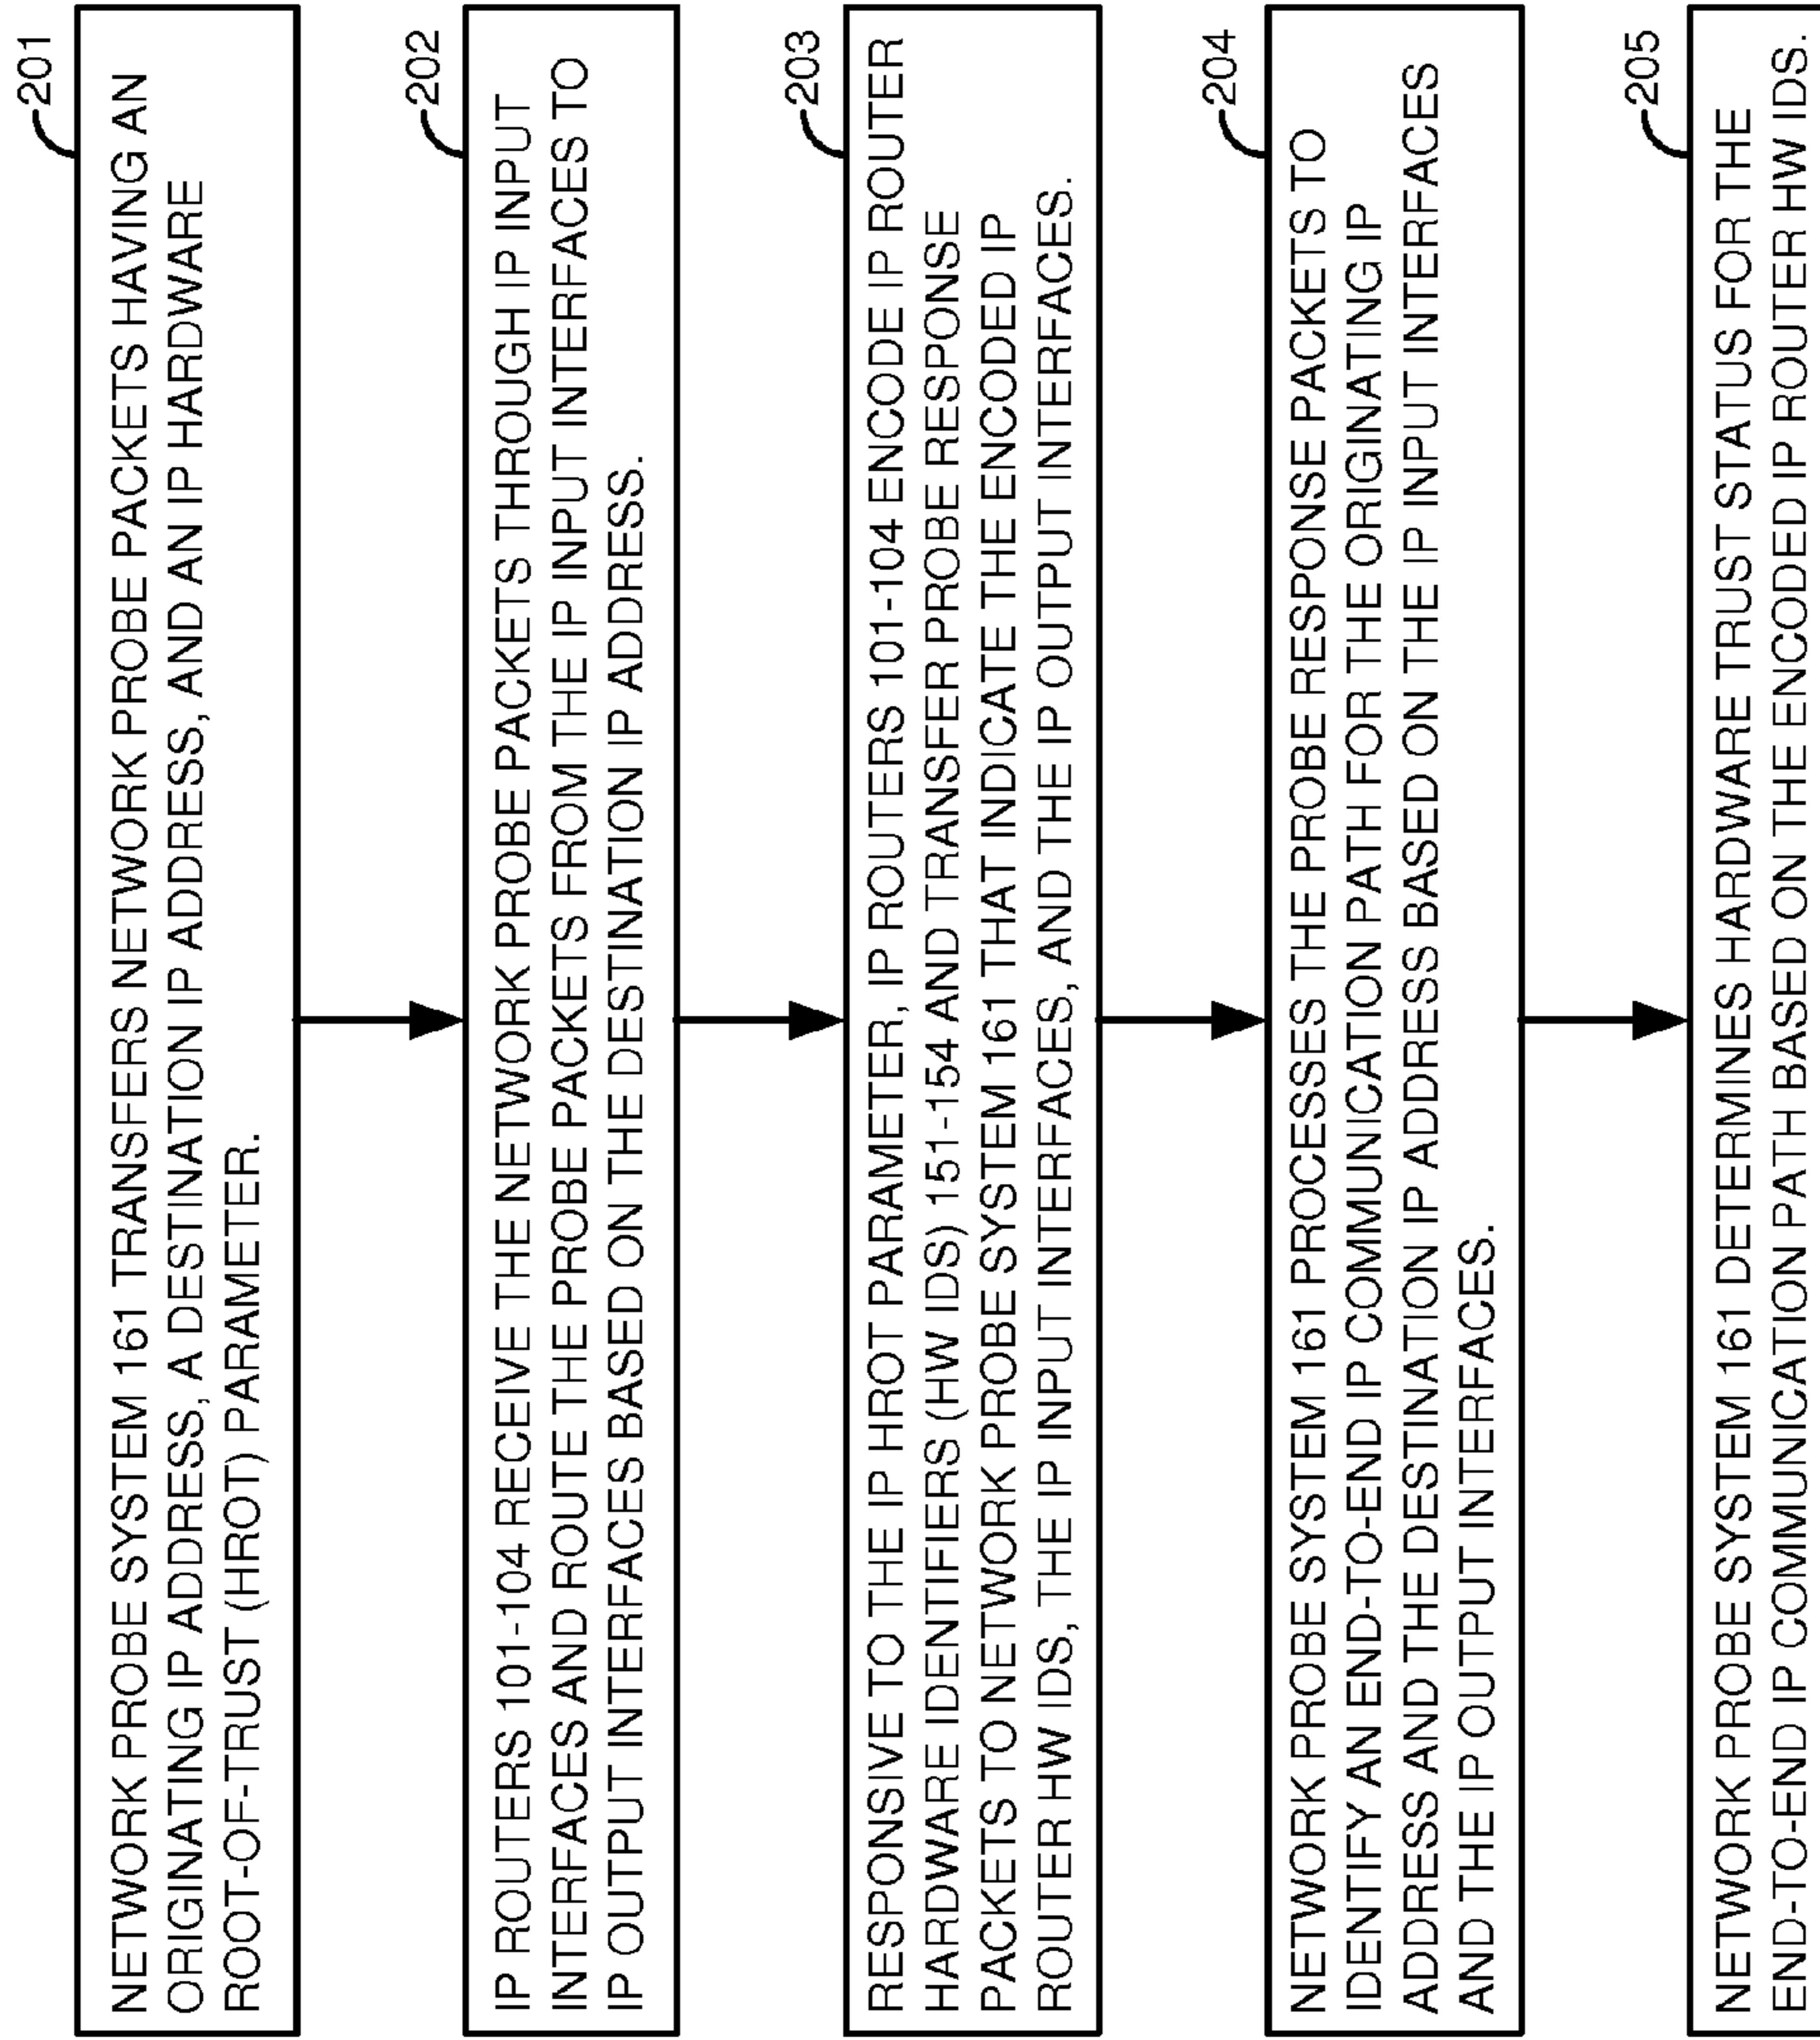 201
NETWORK PROBE SYSTEM 161 TRANSFERS NETWORK PROBE PACKETS HAVING AN
ORIGINATING IP ADDRESS, A DESTINATION IP ADDRESS, AND AN IP HARDWARE
ROOT-OF-TRUST (HROT) PARAMETER.
202
IP ROUTERS 101-104 RECEIVE THE NETWORK PROBE PACKETS THROUGH IP INPUT
INTERFACES AND ROUTE THE PROBE PACKETS FROM THE IP INPUT INTERFACES TO
IP OUTPUT INTERFACES BASED ON THE DESTINATION IP ADDRESS.
203
RESPONSIVE TO THE IP HROT PARAMETER, IP ROUTERS 101-104 ENCODE IP ROUTER
HARDWARE IDENTIFIERS (HW IDS) 151-154 AND TRANSFER PROBE RESPONSE
PACKETS TO NETWORK PROBE SYSTEM 161 THAT INDICATE THE ENCODED IP
ROUTER HW IDS, THE IP INPUT INTERFACES, AND THE IP OUTPUT INTERFACES.
204
NETWORK PROBE SYSTEM 161 PROCESSES THE PROBE RESPONSE PACKETS TO
IDENTIFY AN END-TO-END IP COMMUNICATION PATH FOR THE ORIGINATING IP
ADDRESS AND THE DESTINATION IP ADDRESS BASED ON THE IP INPUT INTERFACES
AND THE IP OUTPUT INTERFACES.
205
NETWORK PROBE SYSTEM 161 DETERMINES HARDWARE TRUST STATUS FOR THE
END-TO-END IP COMMUNICATION PATH BASED ON THE ENCODED IP ROUTER HW IDS.